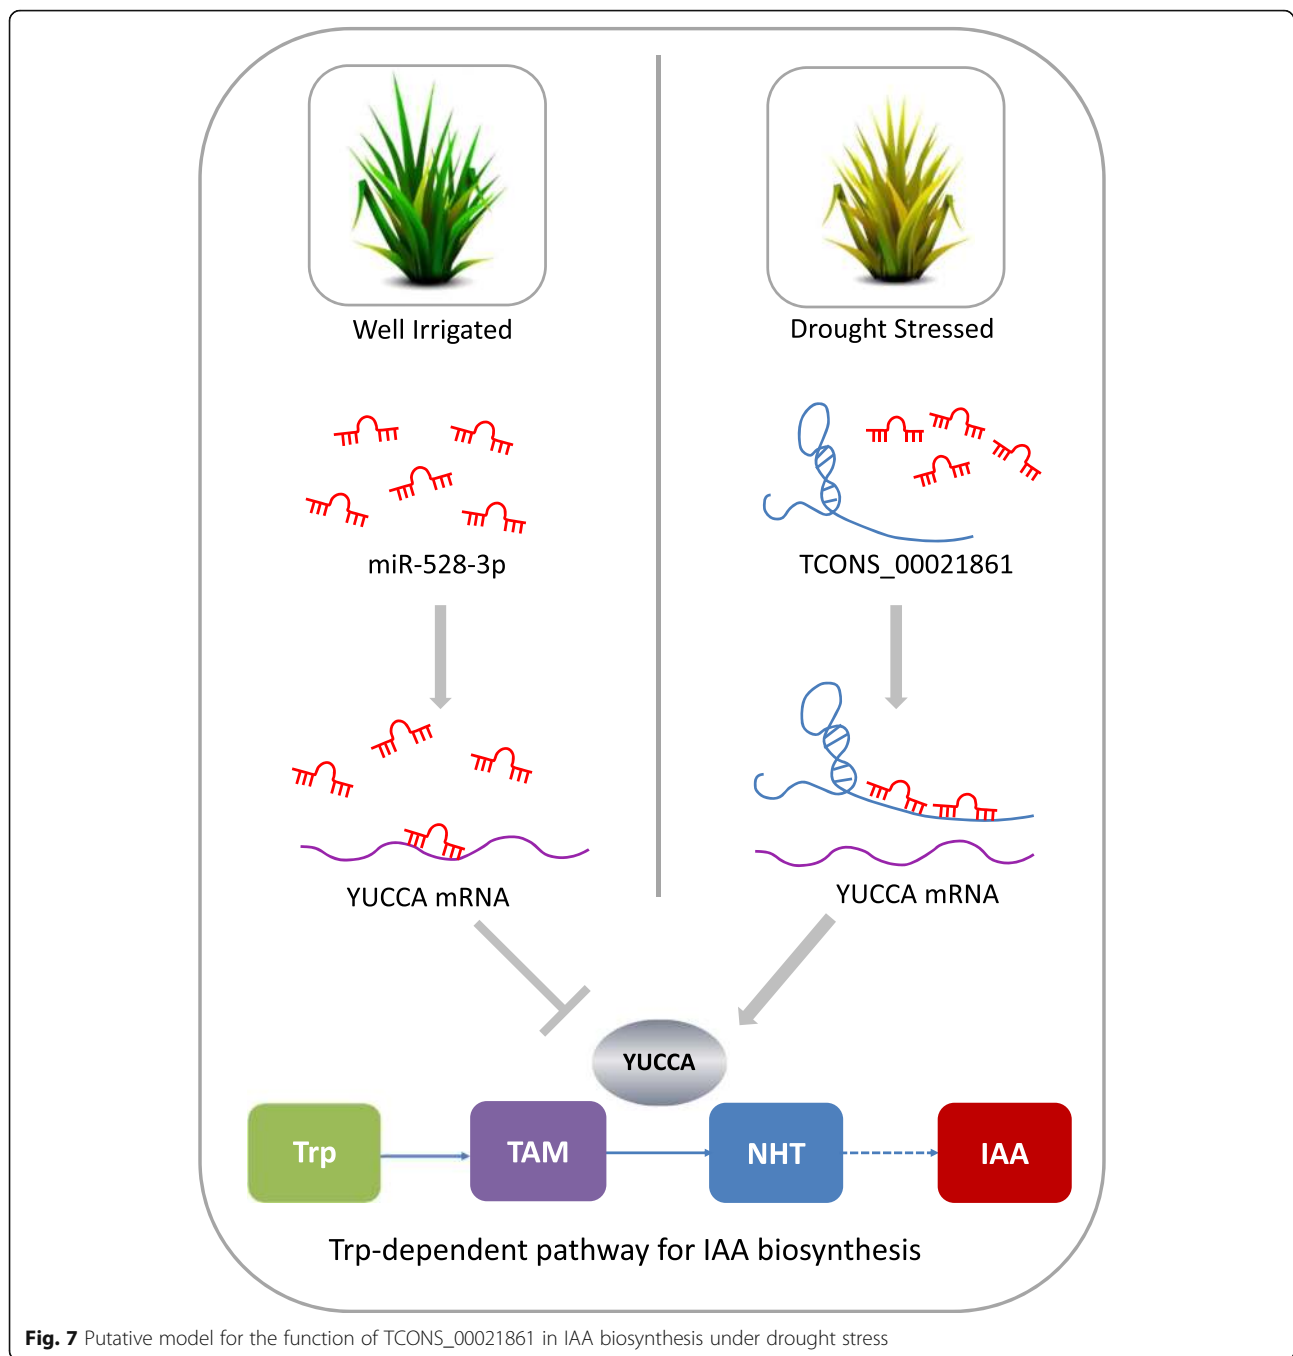 Well Irrigated
Drought Stressed
miR-528-3p
TCONS_00021861
YUCCA mRNA
YUCCA mRNA
YUCCA
Trp
TAM
NHT
IAA
Trp-dependent pathway for IAA biosynthesis
Fig. 7 Putative model for the function of TCONS_00021861 in IAA biosynthesis under drought stress